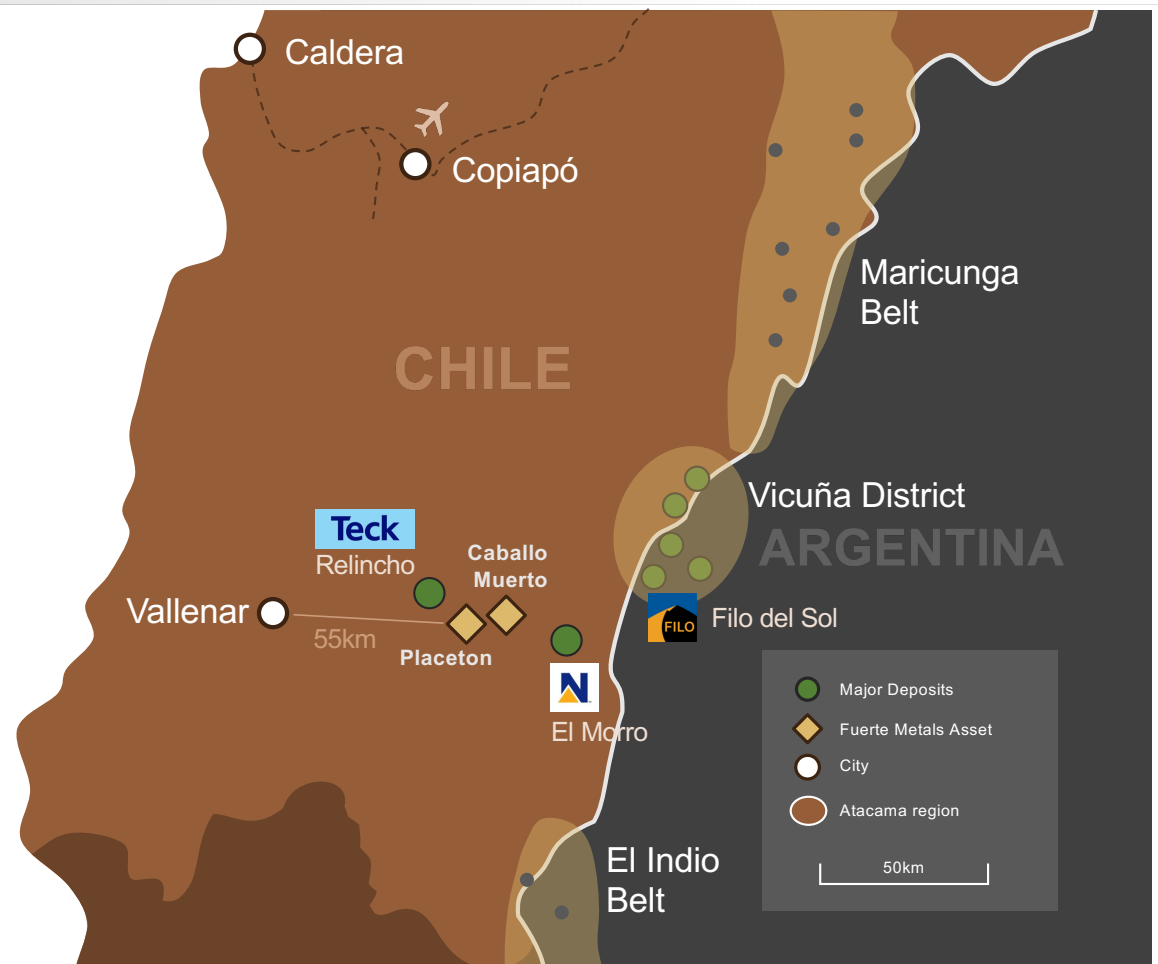 Caldera
Copiapó
Maricunga
Belt
CHILE
Vicuña District
ARGENTINA
Teck
Relincho
Caballo
Muerto
Vallenar
55km
Placeton
FILO
Filo del Sol
N
El Morro
Major Deposits
Fuerte Metals Asset
City
Atacama region
50km
El Indio
Belt